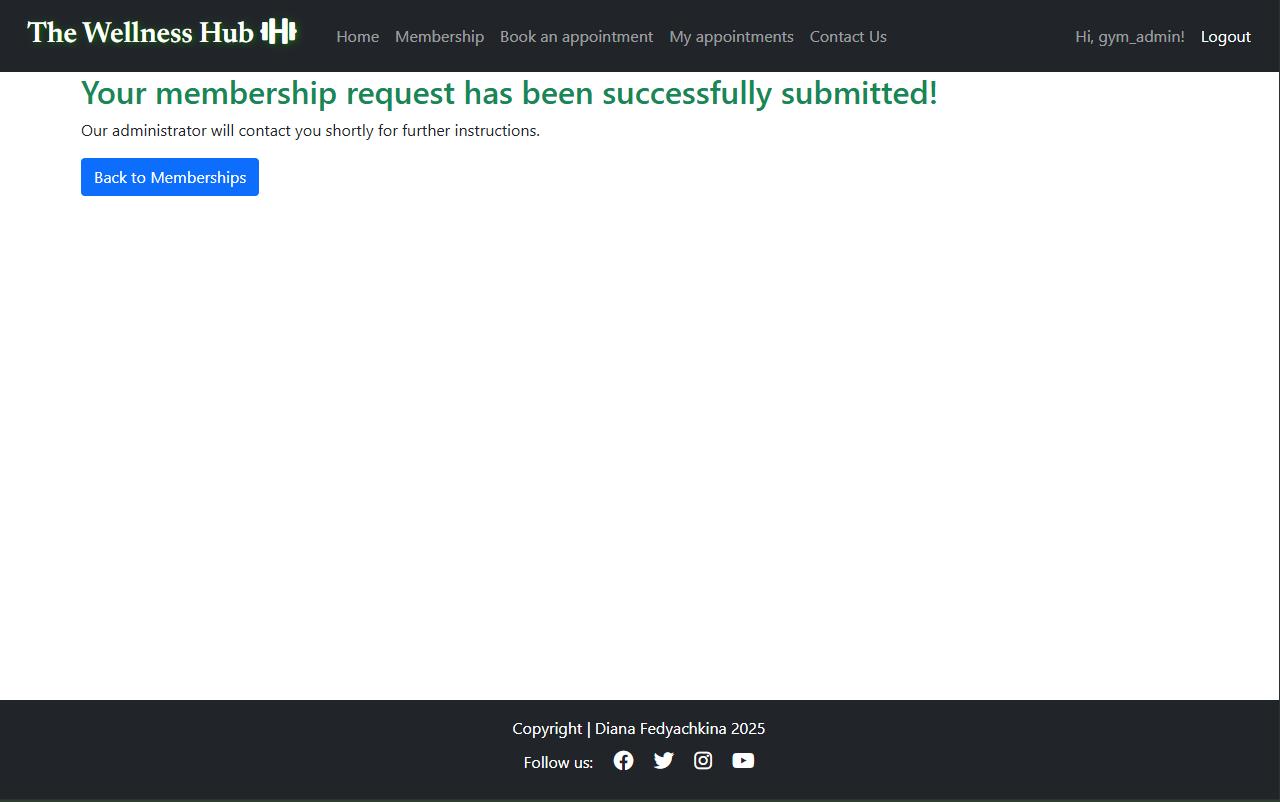 The Wellness Hub
Home Membership Book an appointment My appointments Contact Us Hi, gym_admin! Logout
Your membership request has been successfully submitted!
Our administrator will contact you shortly for further instructions.
Back to Memberships
Copyright | Diana Fedyachkina 2025
Follow us: